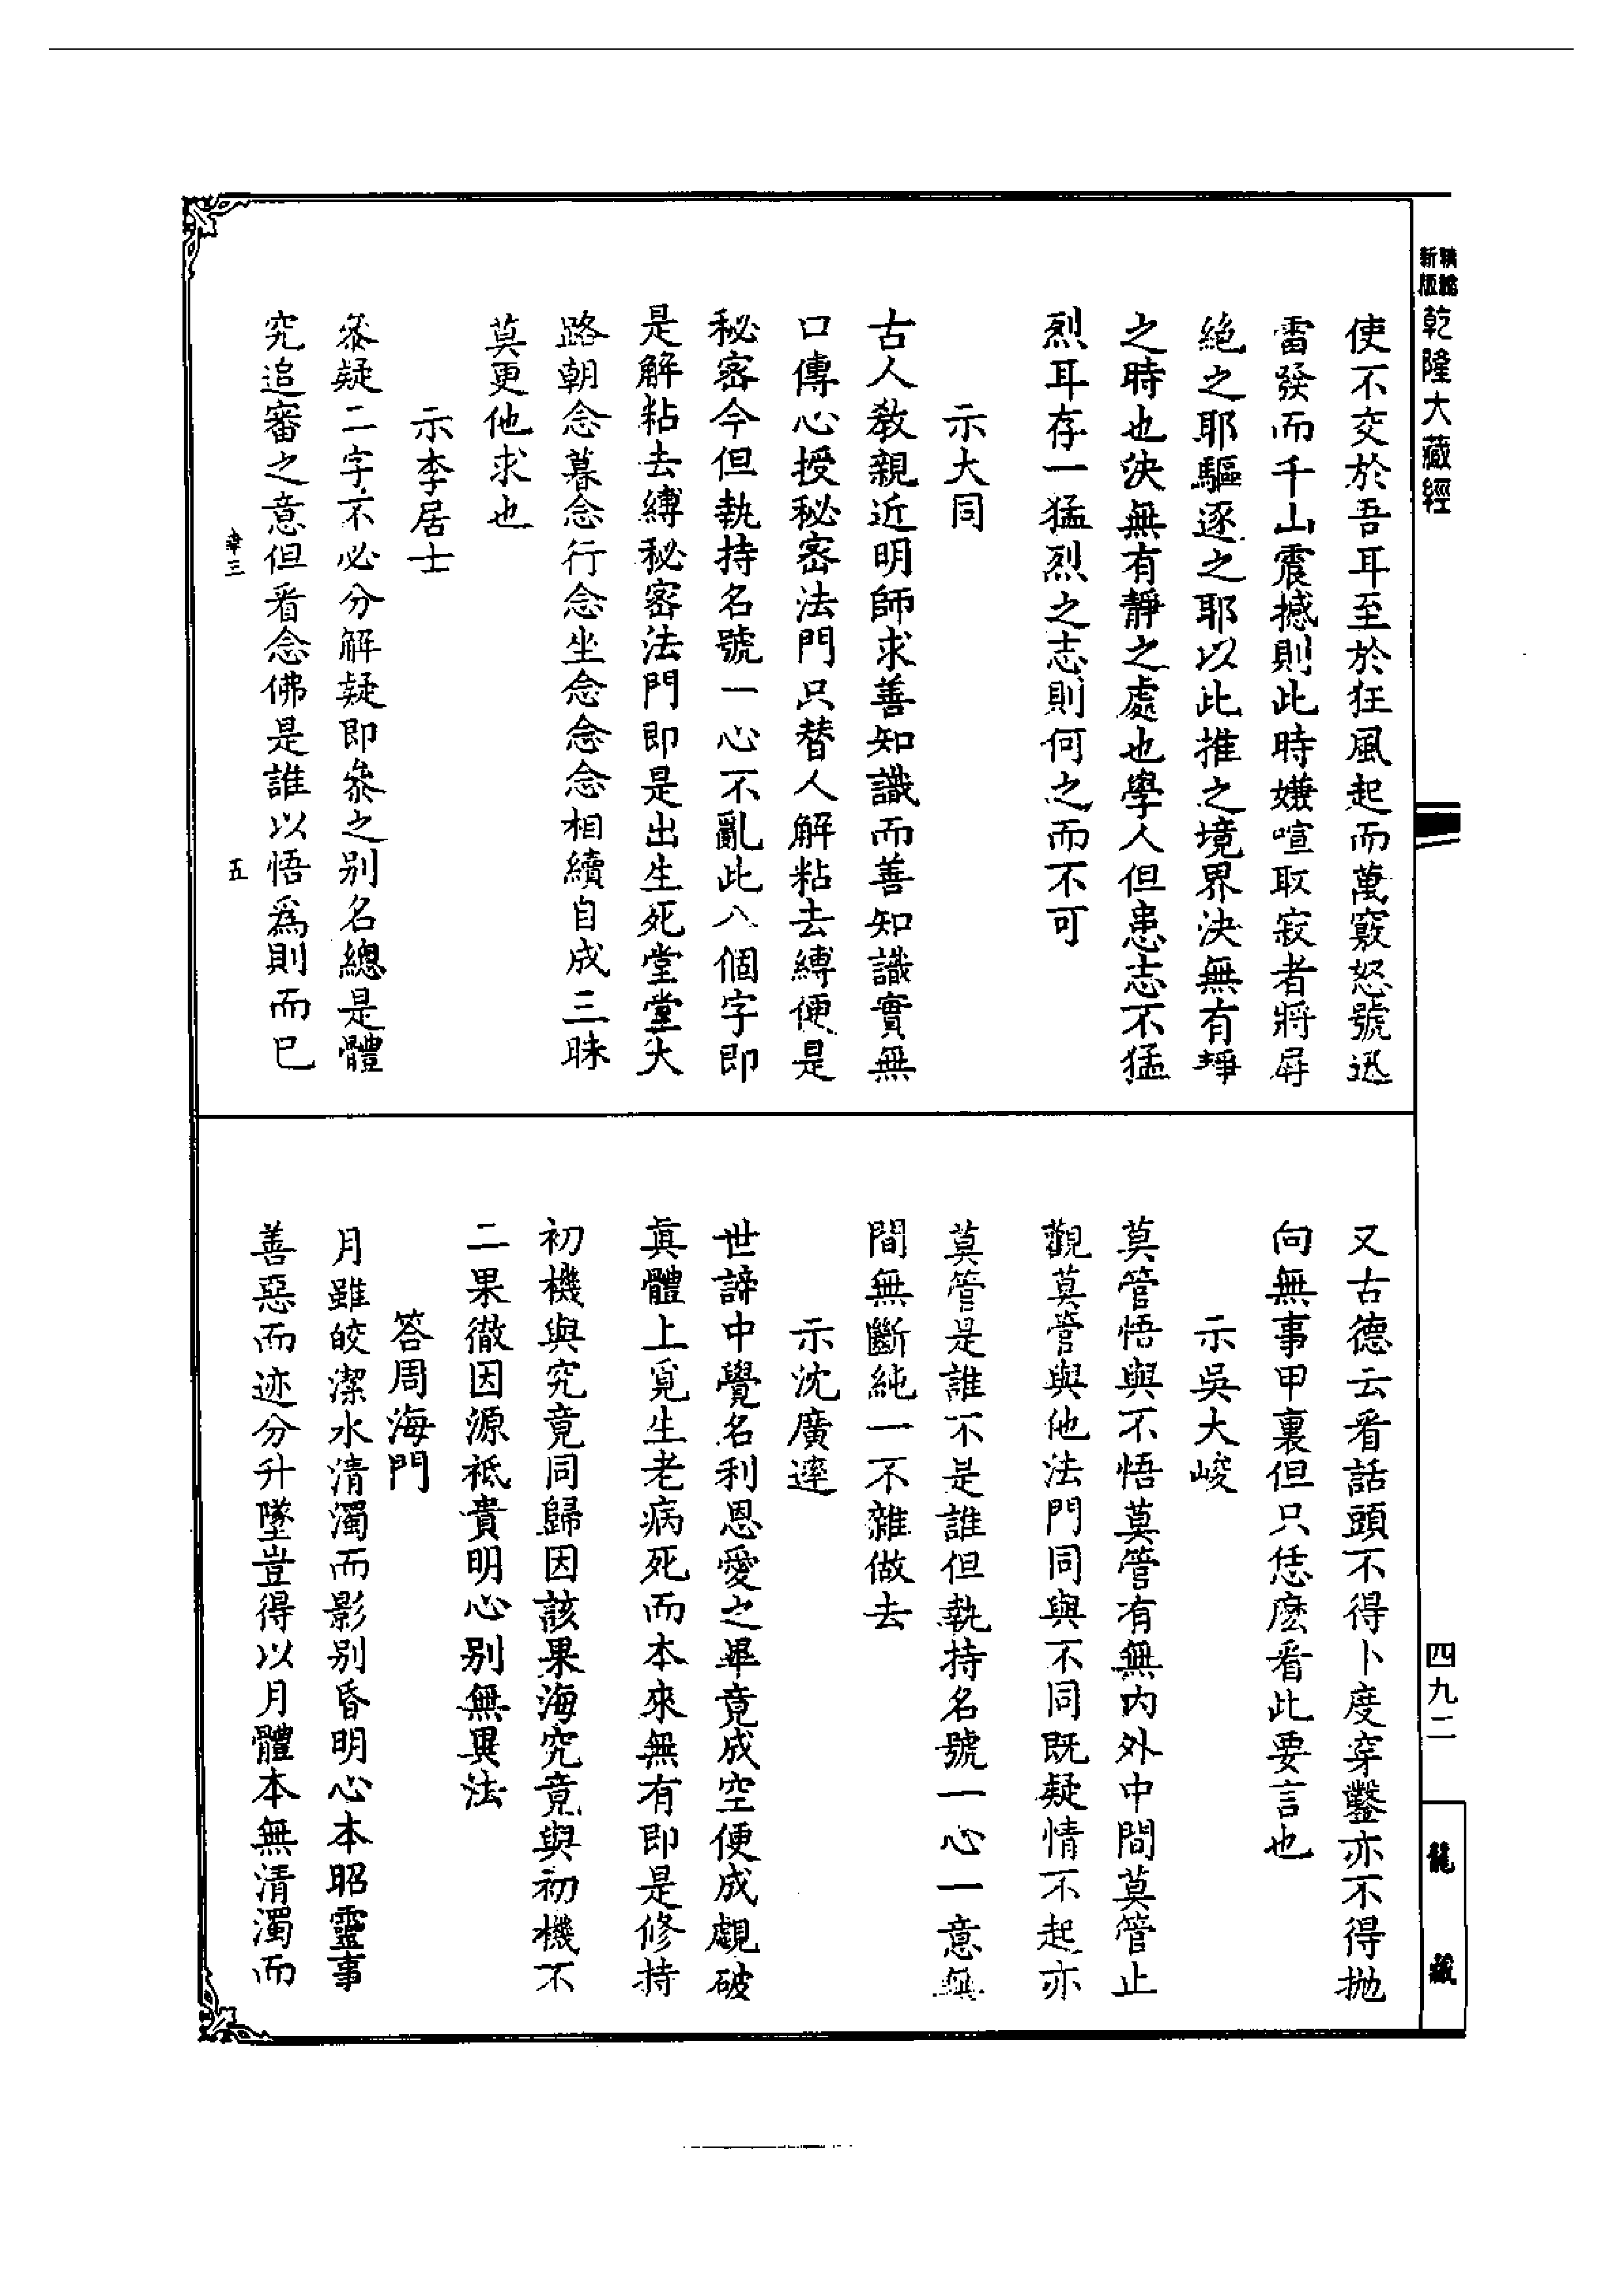 新版
精縮
乾隆大藏經
使不交於吾耳至於狂風起而萬竅怒號迅
雷發而千山震撼則此時嫌喧取寂者將屏
絕之耶驅逐之耶以此推之境界決無有靜
之時也決無有靜之處也學人但患志不猛
烈耳存一猛烈之志則何之而不可
示大同
古人教親近明師求善知識而善知識實無
口傳心授秘密法門只替人解粘去縛便是
秘密今但執持名號一心不亂此八個字即
是解粘去縛秘密法門即是出生死堂堂大
路朝念暮念行念坐念念念相續自成三昧
莫更他求也
示李居士
叅疑二字不必分解疑即叅之別名總是體
究追審之意但看念佛是誰以悟爲則而已
韋三
五
又古德云看話頭不得卜度穿鑿亦不得拋
向無事甲裏但只恁麽看此要言也
示吳大峻
莫管悟與不悟莫管有無內外中間莫管止
觀莫管與他法門同與不同既疑情不起亦
莫管是誰不是誰但執持名號一心一意無
間無斷純一不雜做去
示沈廣達
世諦中覺名利恩愛之畢竟成空便成覷破
眞體上覓生老病死而本來無有即是修持
初機與究竟同歸因該果海究竟與初機不
二果徹因源祗貴明心別無異法
答周海門
月雖皎潔水清濁而影別昏明心本昭靈事
善惡而迹分升墜豈得以月體本無清濁而
四九二
龍藏